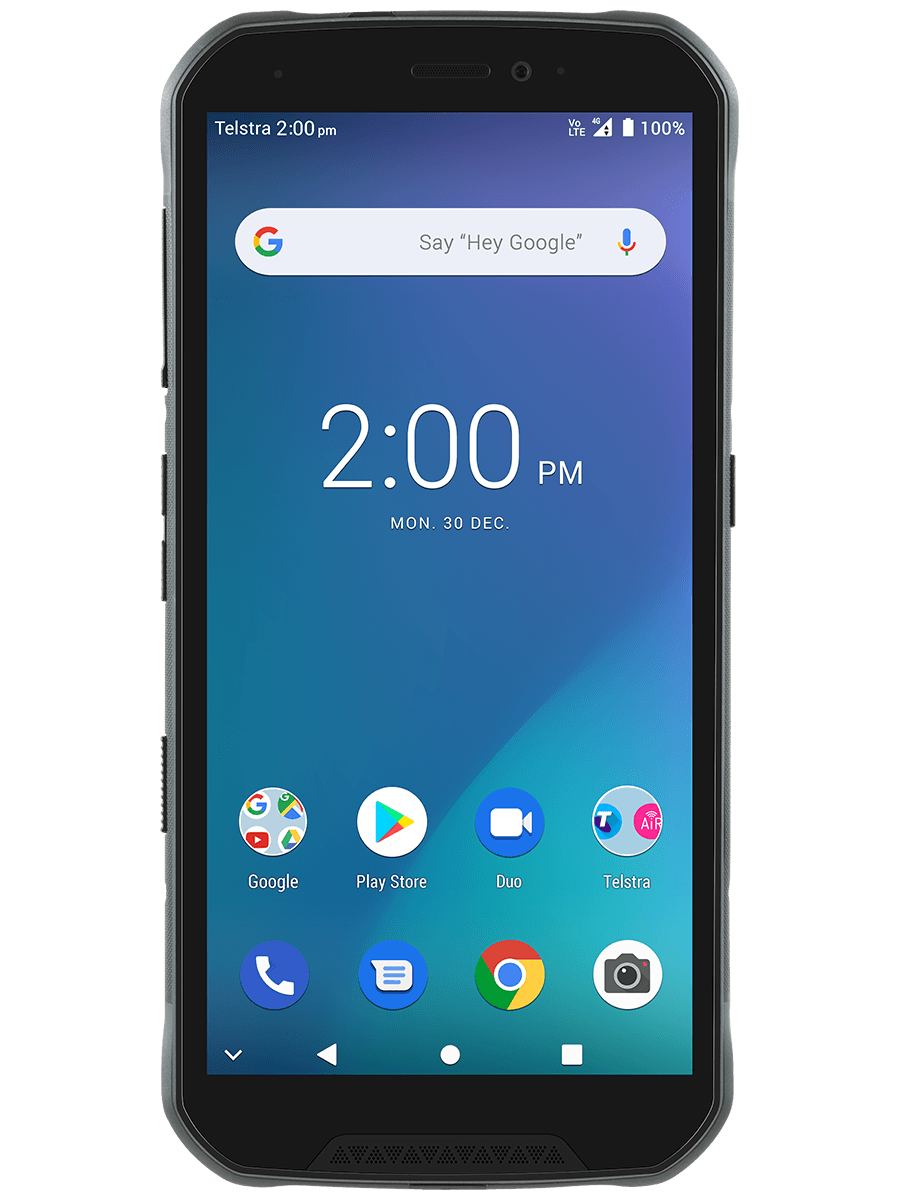 Telstra 2:00 pm
Vo LTE 4G 100%
G Say “Hey Google”
2:00 PM
MON. 30 DEC.
G G T AiR
Google Play Store Duo Telstra